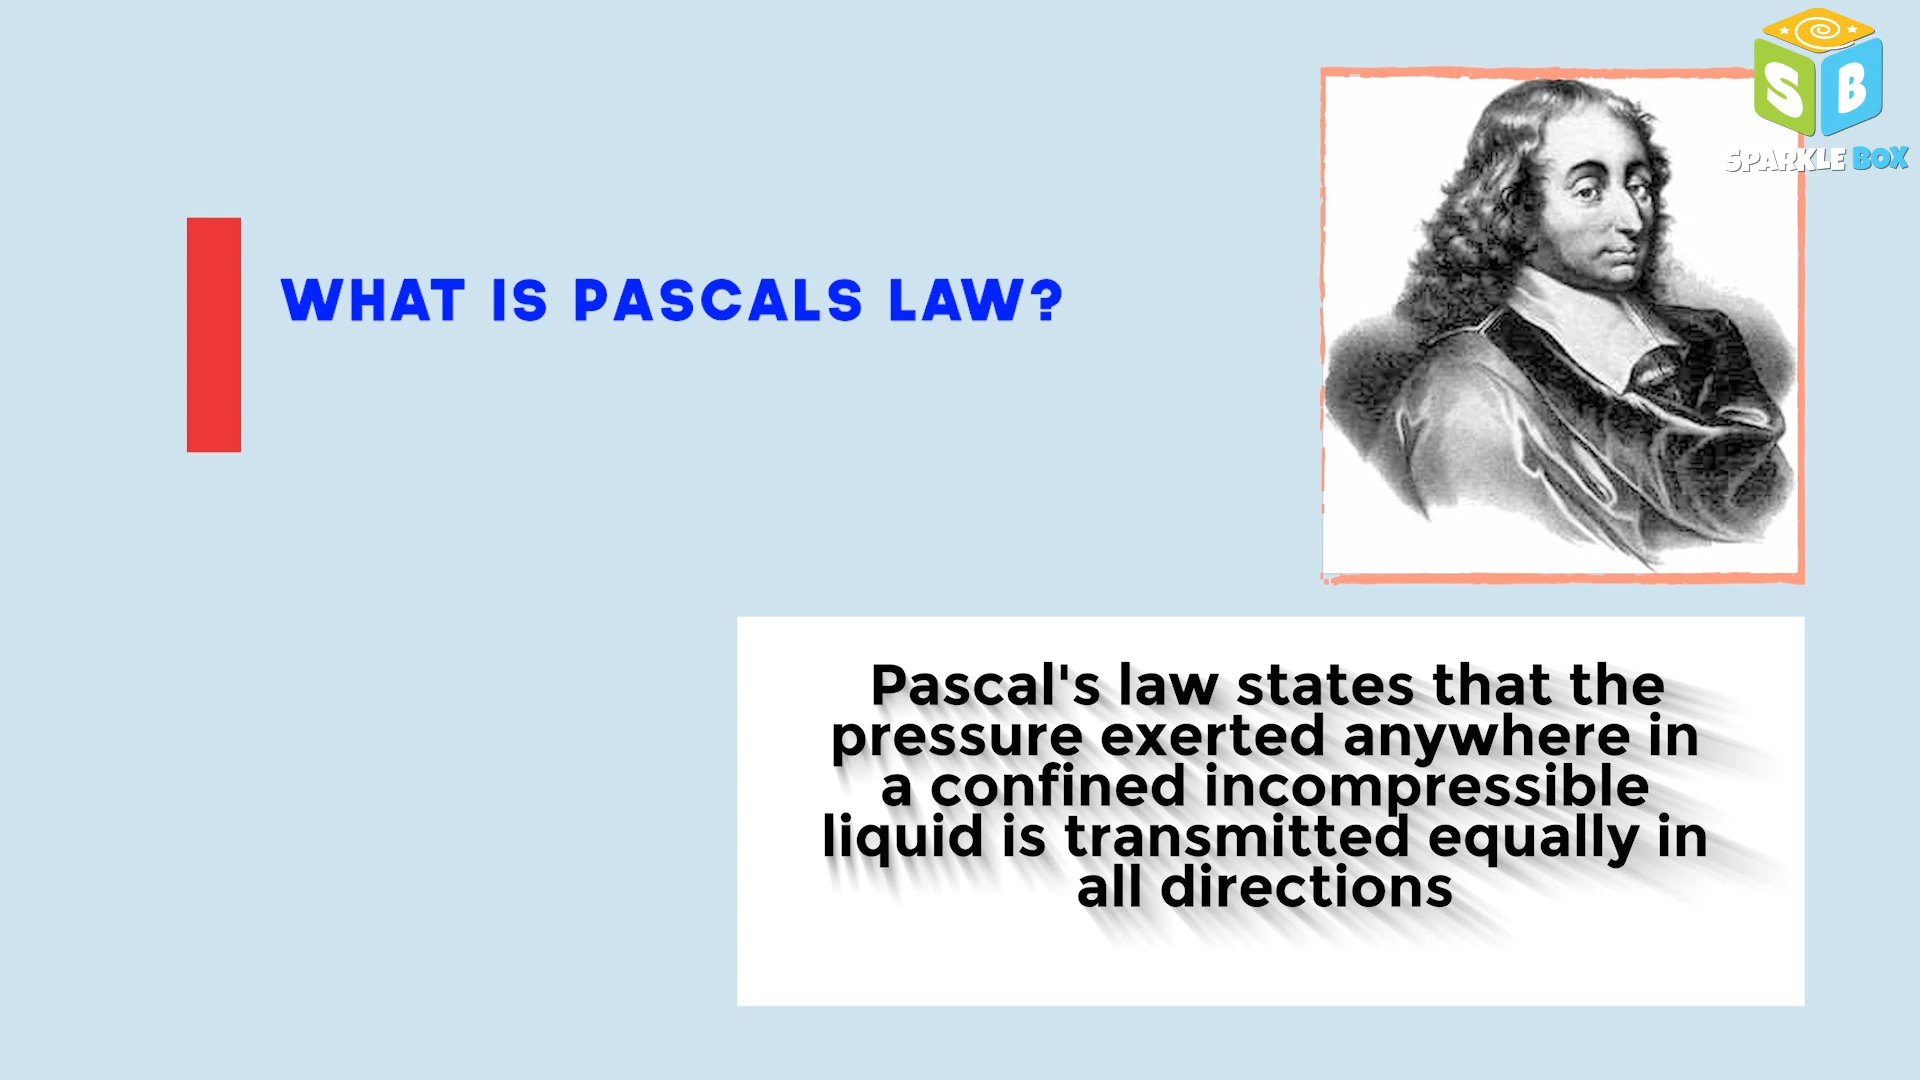 S B
SPARKLE BOX
WHAT IS PASCALS LAW?
Pascal's law states that the
pressure exerted anywhere in
a confined incompressible
liquid is transmitted equally in
all directions